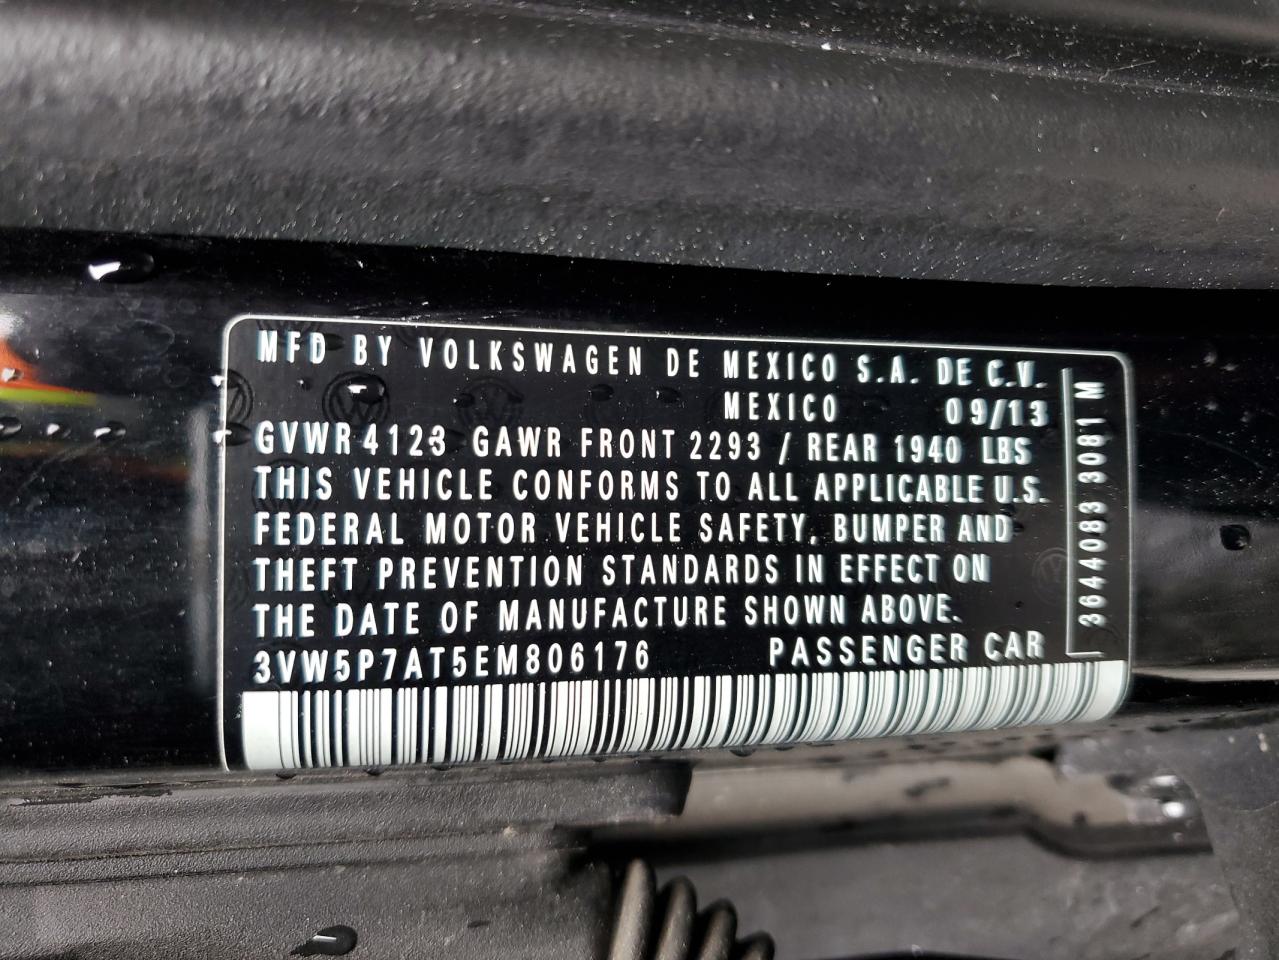 MFD BY VOLKSWAGEN DE MEXICO S.A. DE C.V.
MEXICO 09/13
GVWR 4123 GAWR FRONT 2293 / REAR 1940 LBS
THIS VEHICLE CONFORMS TO ALL APPLICABLE U.S.
FEDERAL MOTOR VEHICLE SAFETY, BUMPER AND
THEFT PREVENTION STANDARDS IN EFFECT ON
THE DATE OF MANUFACTURE SHOWN ABOVE.
3VW5P7AT5EM806176 PASSENGER CAR
3644083 3081 M